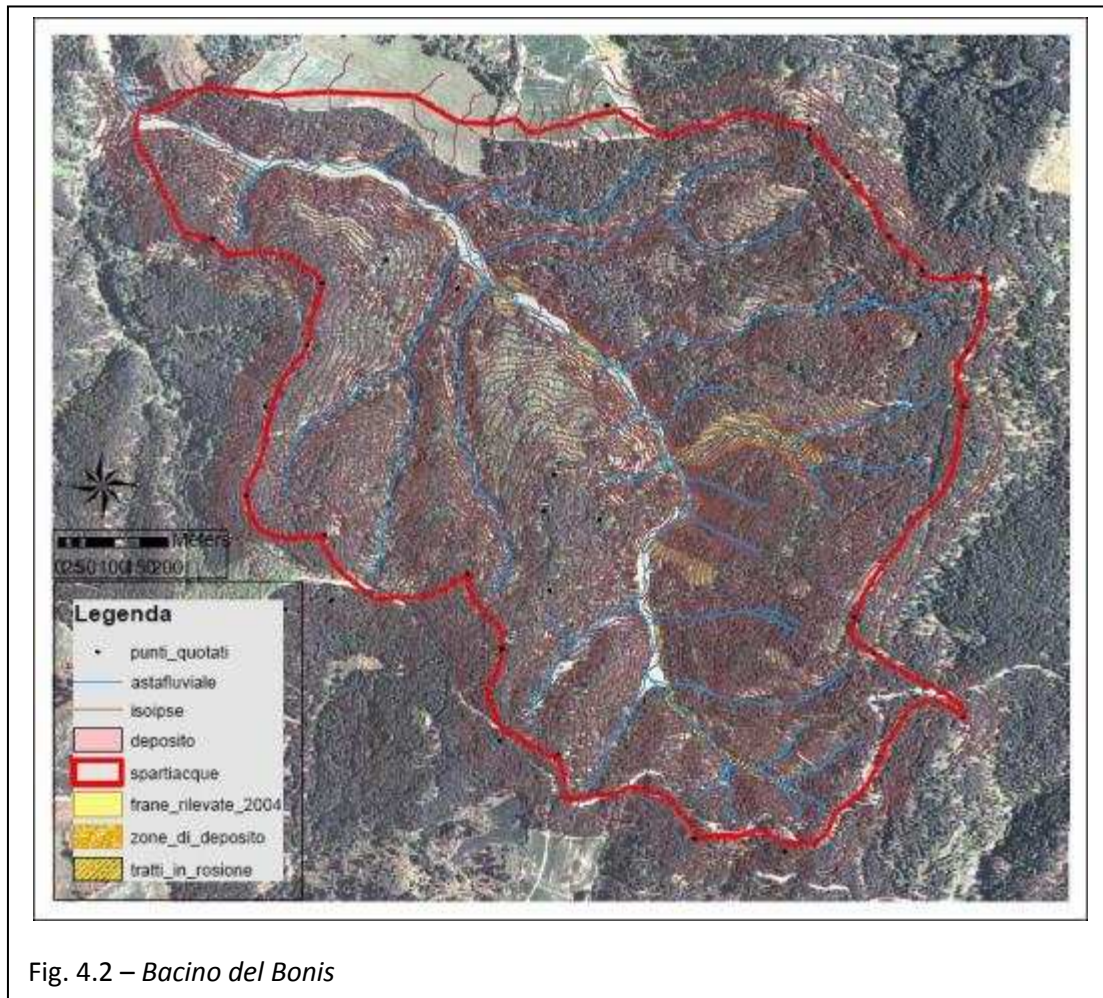 Meters
Legenda
punti_quotati
astafluviale
isoipse
deposito
spartiacque
frane_rilevate_2004
zone_di_deposito
tratti_in_rosione
Fig. 4.2 – Bacino del Bonis